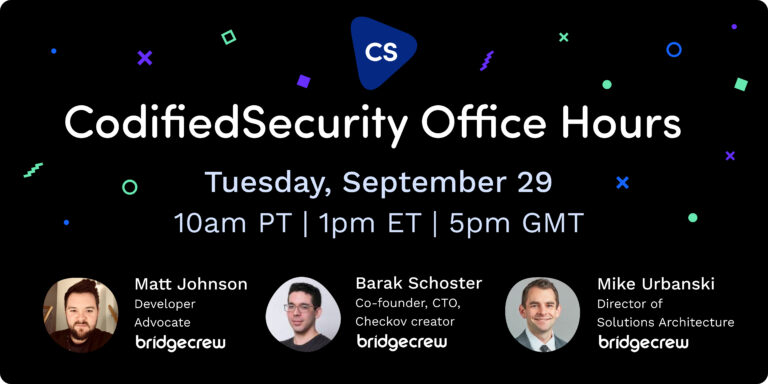 CS
CodifiedSecurity Office Hours
Tuesday, September 29
10am PT | 1pm ET | 5pm GMT
Matt Johnson
Developer
Advocate
bridgecrew
Barak Schoster
Co-founder, CTO,
Checkov creator
bridgecrew
Mike Urbanski
Director of
Solutions Architecture
bridgecrew